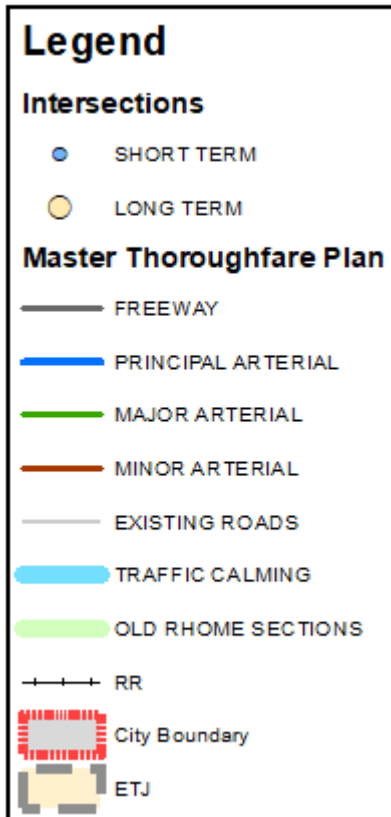 Legend
Intersections
SHORT TERM
LONG TERM
Master Thoroughfare Plan
FREEWAY
PRINCIPAL ARTERIAL
MAJOR ARTERIAL
MINOR ARTERIAL
EXISTING ROADS
TRAFFIC CALMING
OLD RHOME SECTIONS
RR
City Boundary
ETJ